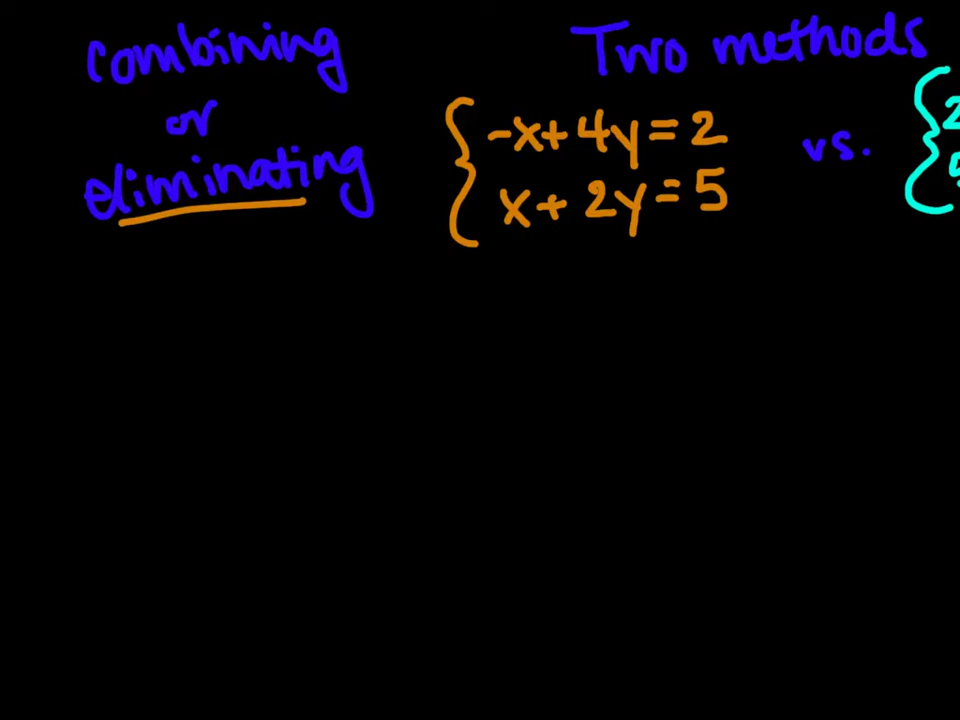 combining
or
eliminating
Two methods
-x+4y=2
x+2y=5
vs.